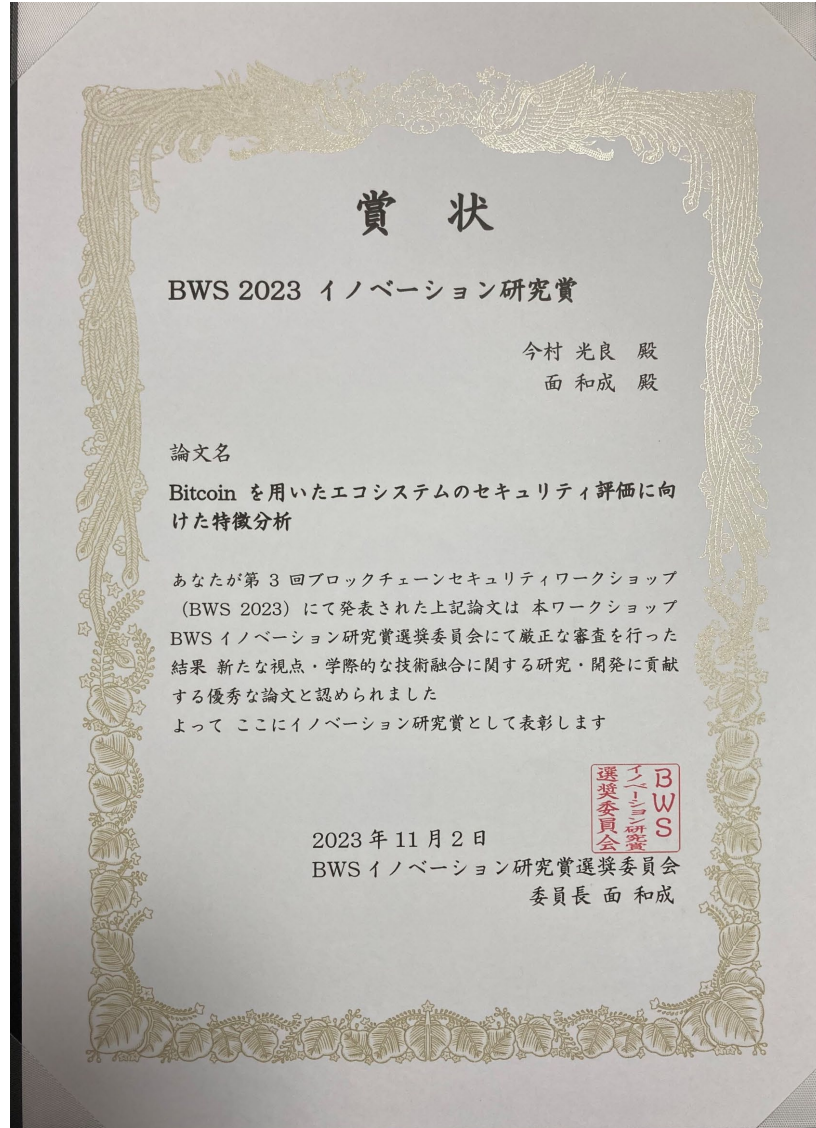 賞 状
BWS 2023 イノベーション研究賞
今村 光良 殿
面 和成 殿
論文名
Bitcoin を用いたエコシステムのセキュリティ評価に向
けた特徴分析
あなたが第 3 回ブロックチェーンセキュリティワークショップ
(BWS 2023)にて発表された上記論文は 本ワークショップ
BWS イノベーション研究賞選奨委員会にて厳正な審査を行った
結果 新たな視点・学際的な技術融合に関する研究・開発に貢献
する優秀な論文と認められました
よって ここにイノベーション研究賞として表彰します
BWS
イノベーション研究賞
選奨委員会
2023 年 11 月 2 日
BWS イノベーション研究賞選奨委員会
委員長 面 和成